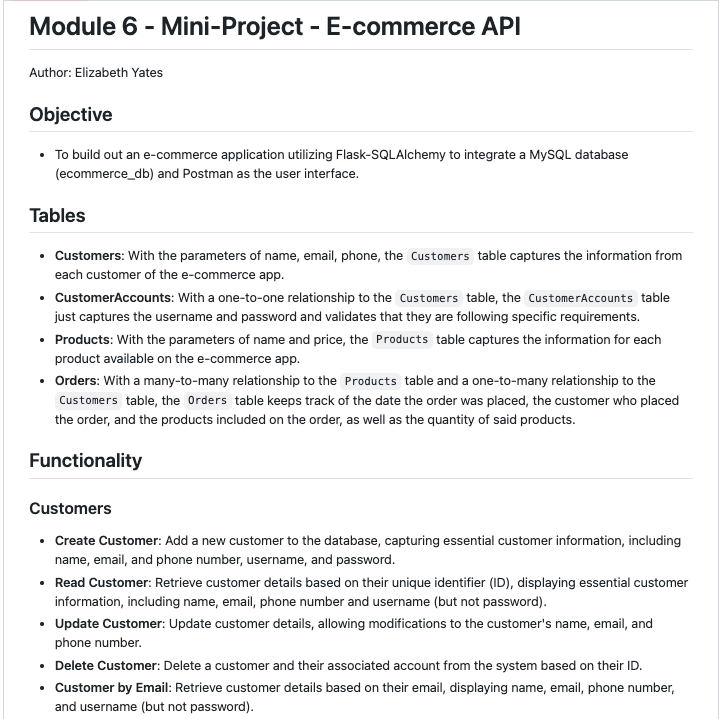 Module 6 - Mini-Project - E-commerce API
Author: Elizabeth Yates
Objective
• To build out an e-commerce application utilizing Flask-SQLAlchemy to integrate a MySQL database
(ecommerce_db) and Postman as the user interface.
Tables
• Customers: With the parameters of name, email, phone, the Customers table captures the information from
each customer of the e-commerce app.
• CustomerAccounts: With a one-to-one relationship to the Customers table, the CustomerAccounts table
just captures the username and password and validates that they are following specific requirements.
• Products: With the parameters of name and price, the Products table captures the information for each
product available on the e-commerce app.
• Orders: With a many-to-many relationship to the Products table and a one-to-many relationship to the
Customers table, the Orders table keeps track of the date the order was placed, the customer who placed
the order, and the products included on the order, as well as the quantity of said products.
Functionality
Customers
• Create Customer: Add a new customer to the database, capturing essential customer information, including
name, email, and phone number, username, and password.
• Read Customer: Retrieve customer details based on their unique identifier (ID), displaying essential customer
information, including name, email, phone number and username (but not password).
• Update Customer: Update customer details, allowing modifications to the customer's name, email, and
phone number.
• Delete Customer: Delete a customer and their associated account from the system based on their ID.
• Customer by Email: Retrieve customer details based on their email, displaying name, email, phone number,
and username (but not password).